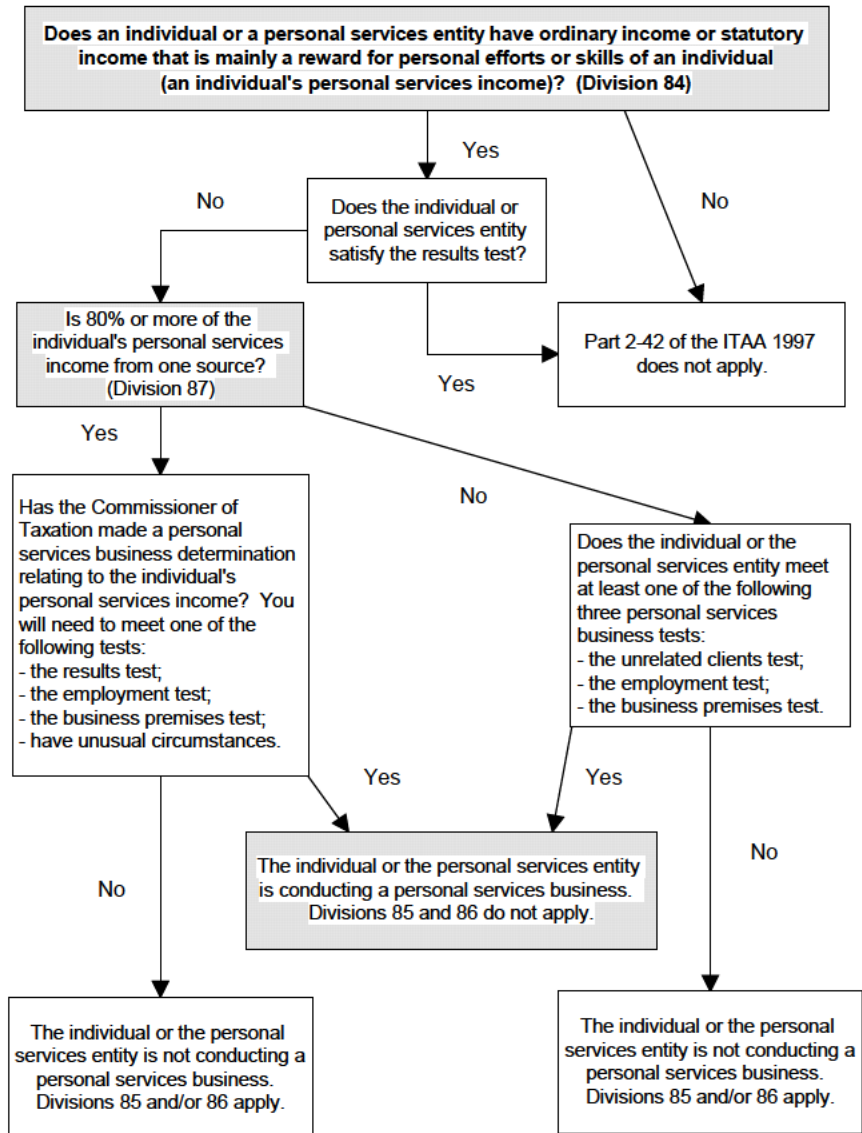 Does an individual or a personal services entity have ordinary income or statutory
income that is mainly a reward for personal efforts or skills of an individual
(an individual's personal services income)? (Division 84)
Yes
No
No
Does the individual or
personal services entity
satisfy the results test?
Is 80% or more of the
individual's personal services
income from one source?
(Division 87)
Yes
Part 2-42 of the ITAA 1997
does not apply.
Yes
No
Has the Commissioner of
Taxation made a personal
services business determination
relating to the individual's
personal services income? You
will need to meet one of the
following tests:
- the results test;
- the employment test;
- the business premises test;
- have unusual circumstances.
Does the individual or the
personal services entity meet
at least one of the following
three personal services
business tests:
- the unrelated clients test;
- the employment test;
- the business premises test.
Yes
Yes
The individual or the personal services entity
is conducting a personal services business.
Divisions 85 and 86 do not apply.
No
No
The individual or the personal
services entity is not conducting a
personal services business.
Divisions 85 and/or 86 apply.
The individual or the personal
services entity is not conducting a
personal services business.
Divisions 85 and/or 86 apply.